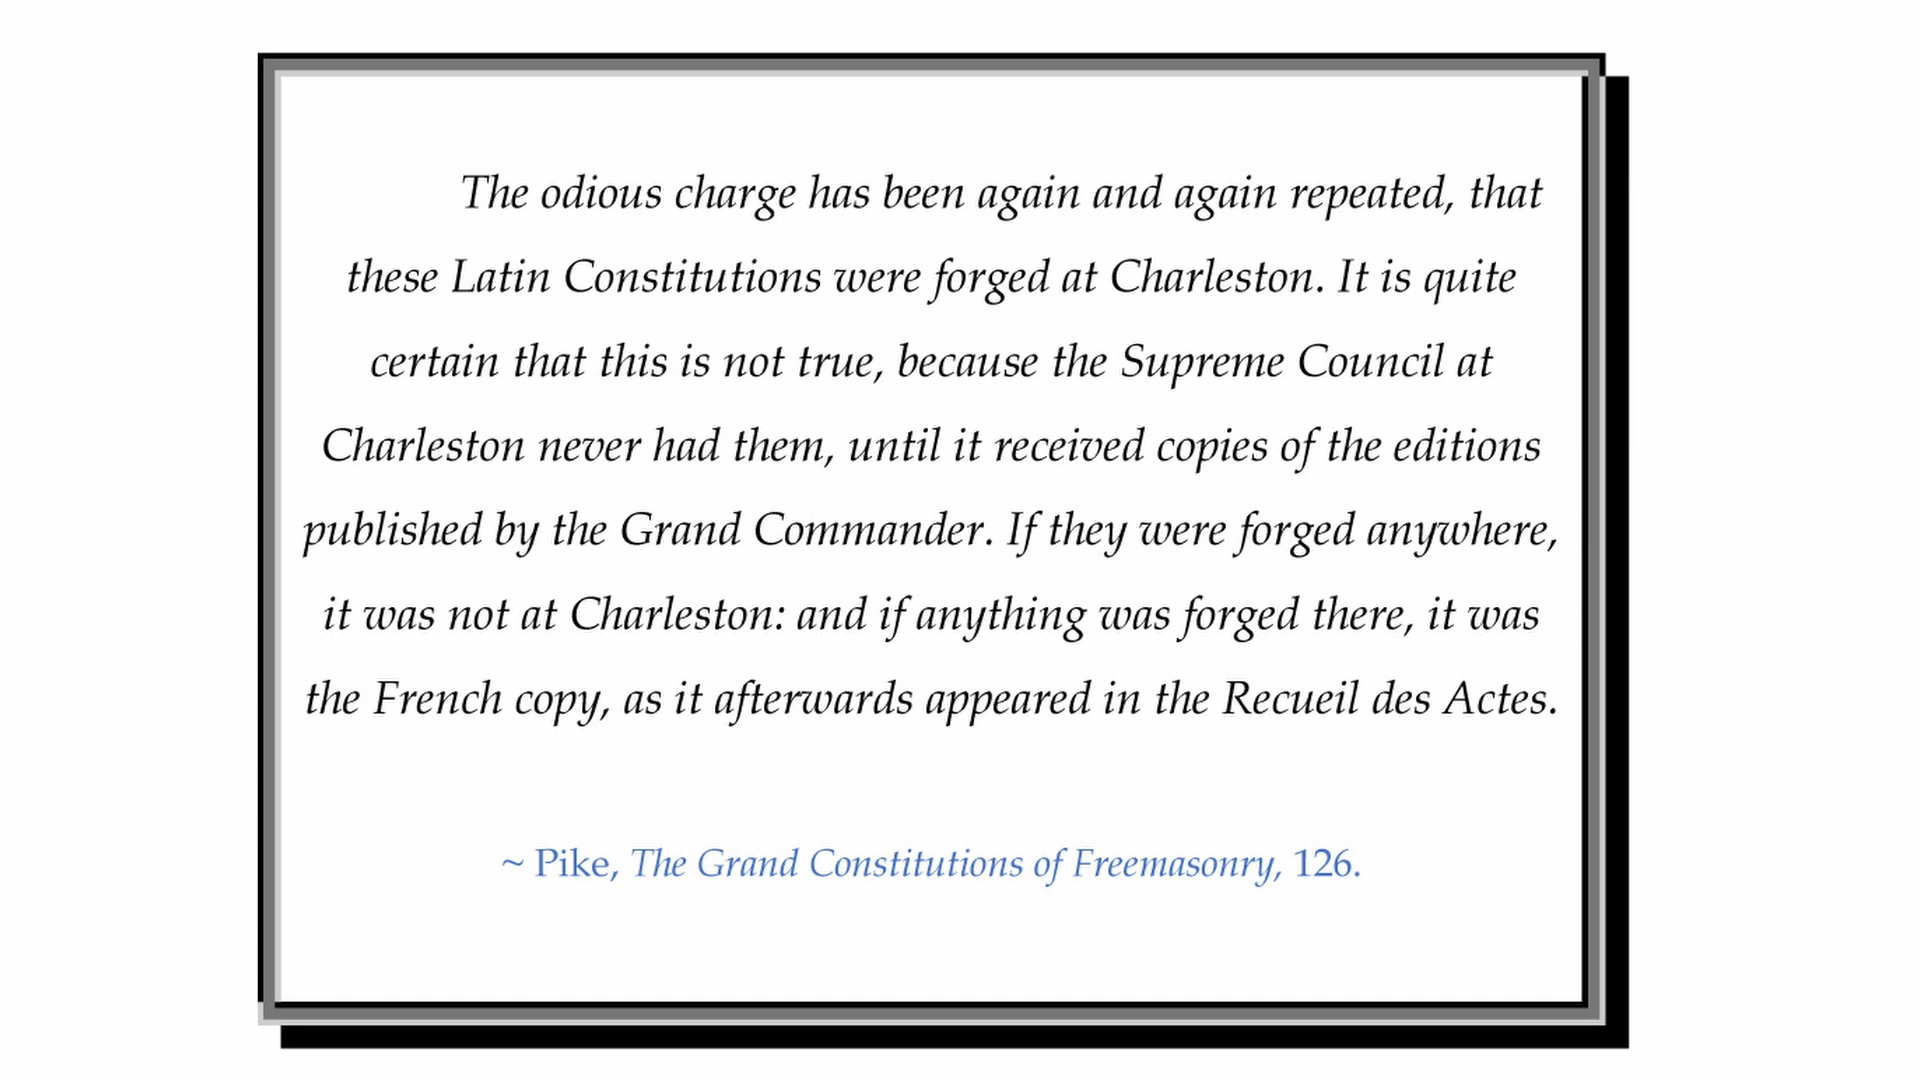 The odious charge has been again and again repeated, that
these Latin Constitutions were forged at Charleston. It is quite
certain that this is not true, because the Supreme Council at
Charleston never had them, until it received copies of the editions
published by the Grand Commander. If they were forged anywhere,
it was not at Charleston: and if anything was forged there, it was
the French copy, as it afterwards appeared in the Recueil des Actes.
~ Pike, The Grand Constitutions of Freemasonry, 126.